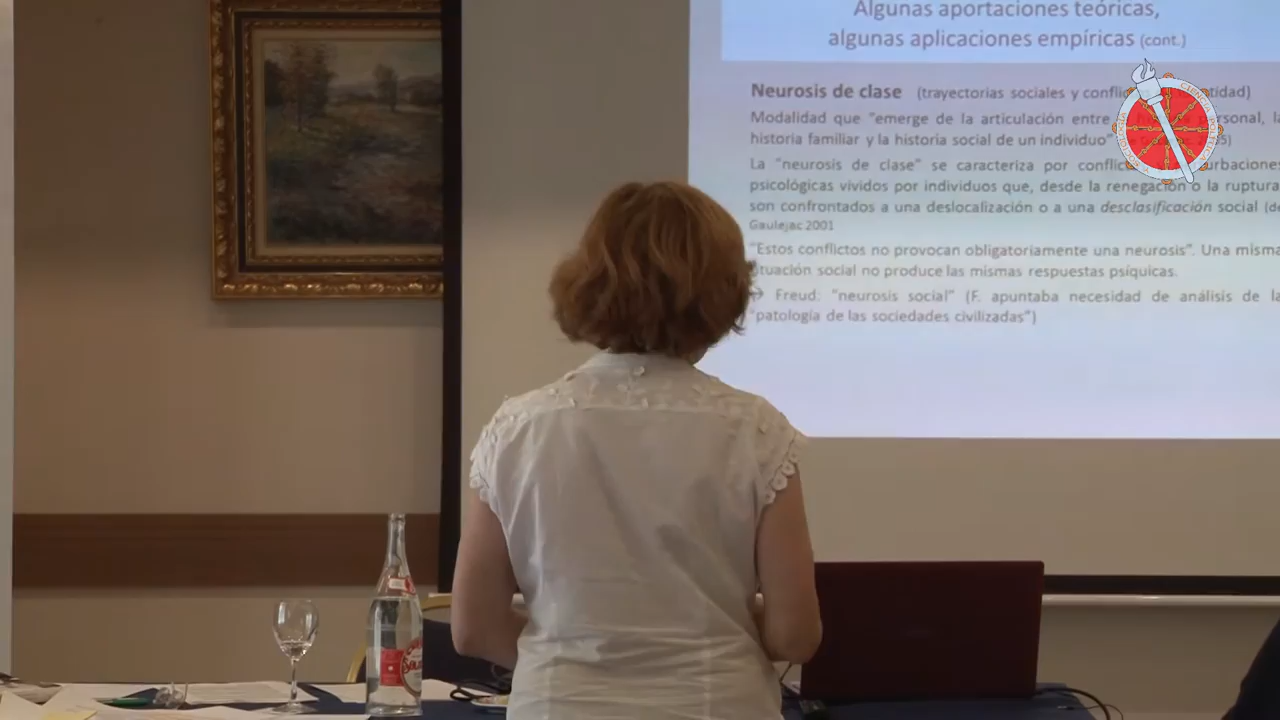 Algunas aportaciones teóricas,
algunas aplicaciones empíricas (cont.)
Neurosis de clase (trayectorias sociales y
Modalidad que "emerge de la articulación entre
historia familiar y la historia social de un individuo"
La "neurosis de clase" se caracteriza por
psicológicas vividos por individuos que, desde la renegación o la ruptura
son confrontados a una deslocalización o a una desclasificación social (de
Gaulejac 2001
"Estos conflictos no provocan obligatoriamente una neurosis". Una misma
situación social no produce las mismas respuestas psíquicas.
Freud: "neurosis social" (F. apuntaba necesidad de análisis de la
"patología de las sociedades civilizadas")
CIENCIA POLÍTICA
SOCIOLOGÍA